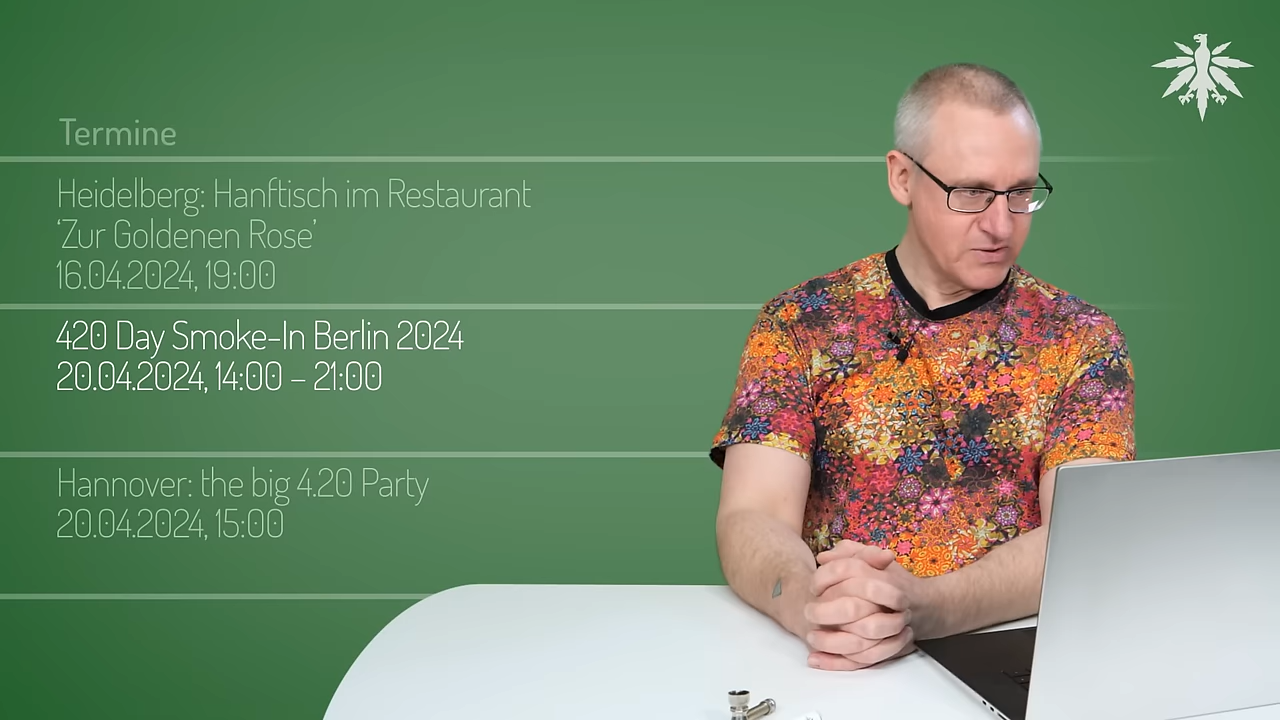 Termine
Heidelberg: Hanftisch im Restaurant
‘Zur Goldenen Rose’
16.04.2024, 19:00
420 Day Smoke-In Berlin 2024
20.04.2024, 14:00 – 21:00
Hannover: the big 4.20 Party
20.04.2024, 15:00